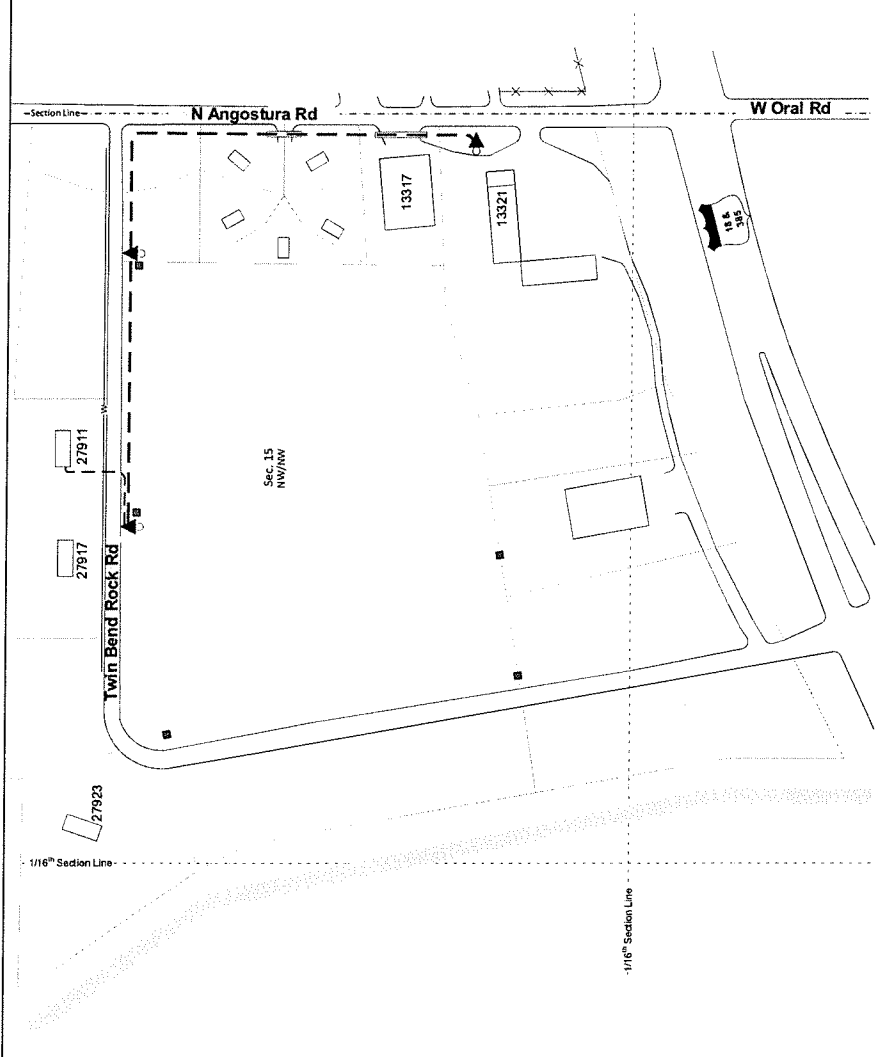 Section Line
N Angostura Rd
W Oral Rd
13317
13321
18 &
385
27911
Sec. 15
NW/NW
27917
Twin Bend Rock Rd
27923
1/16th Section Line
1/16th Section Line